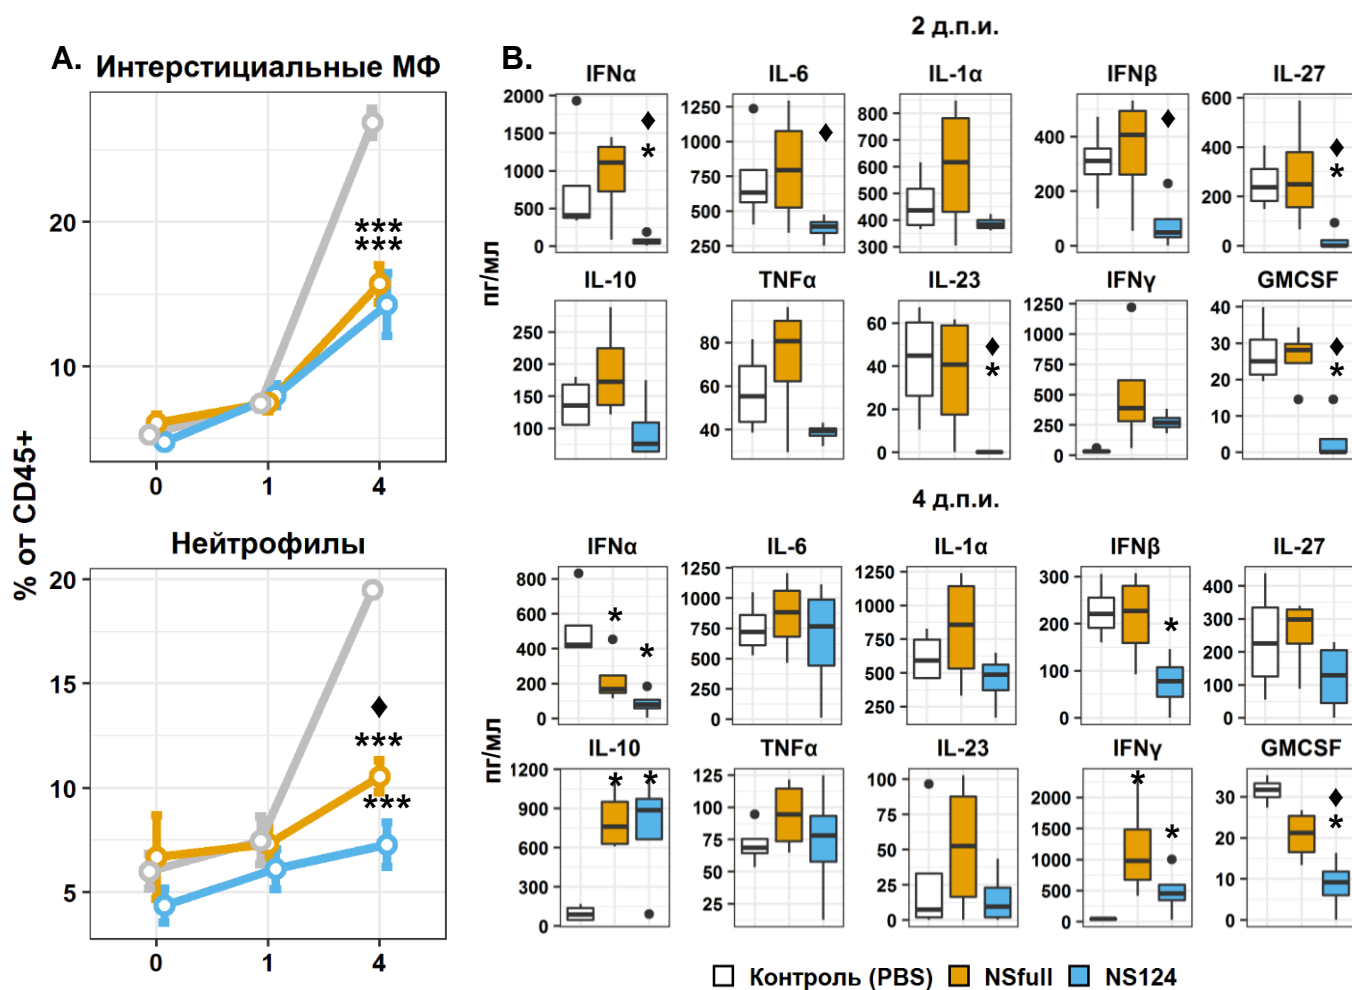 A.
Интерстициальные МФ
20
10
***
***
0 1 4
% от CD45+
Нейтрофилы
20
15
10
5
♦
***
***
0 1 4
B.
2 д.п.и.
пг/мл
IFNα IL-6 IL-1α IFNβ IL-27
2000 1500 1000 500 0
♦
*
1250 1000 750 500 250
♦
800 700 600 500 400 300
400 200 0
♦
600 400 200 0
♦
*
IL-10 TNFα IL-23 IFNγ GMCSF
250 200 150 100
80 60 40
60 40 20 0
♦
*
1250 1000 750 500 250 0
40 30 20 10 0
♦
*
4 д.п.и.
пг/мл
IFNα IL-6 IL-1α IFNβ IL-27
800 600 400 200 0
*
*
1250 1000 750 500 250 0
1250 1000 750 500 250
300 200 100 0
*
400 300 200 100 0
IL-10 TNFα IL-23 IFNγ GMCSF
1200 900 600 300 0
* *
125 100 75 50 25
100 75 50 25 0
2000 1500 1000 500 0
*
*
30 20 10 0
♦
*
Контроль (PBS) NSfull NS124